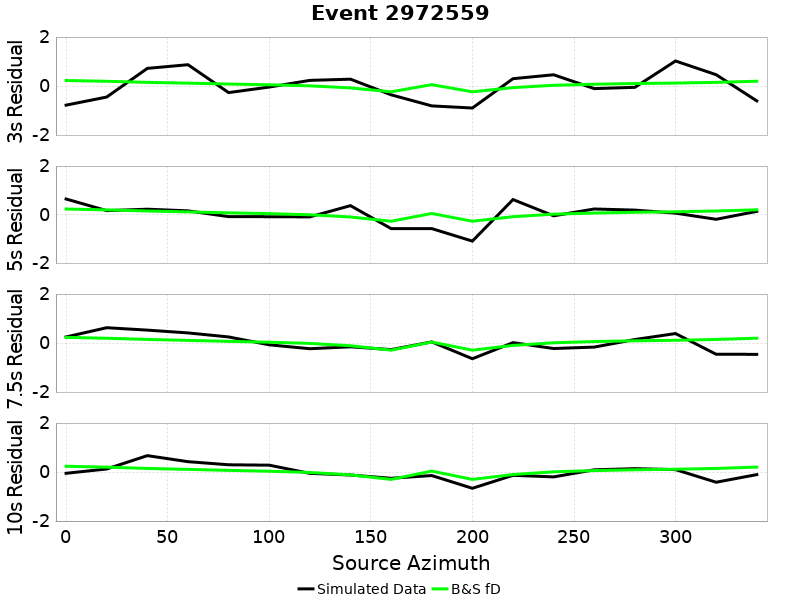 Event 2972559
3s Residual
2
0
-2
5s Residual
2
0
-2
7.5s Residual
2
0
-2
10s Residual
2
0
-2
0 50 100 150 200 250 300
Source Azimuth
Simulated Data B&S fD